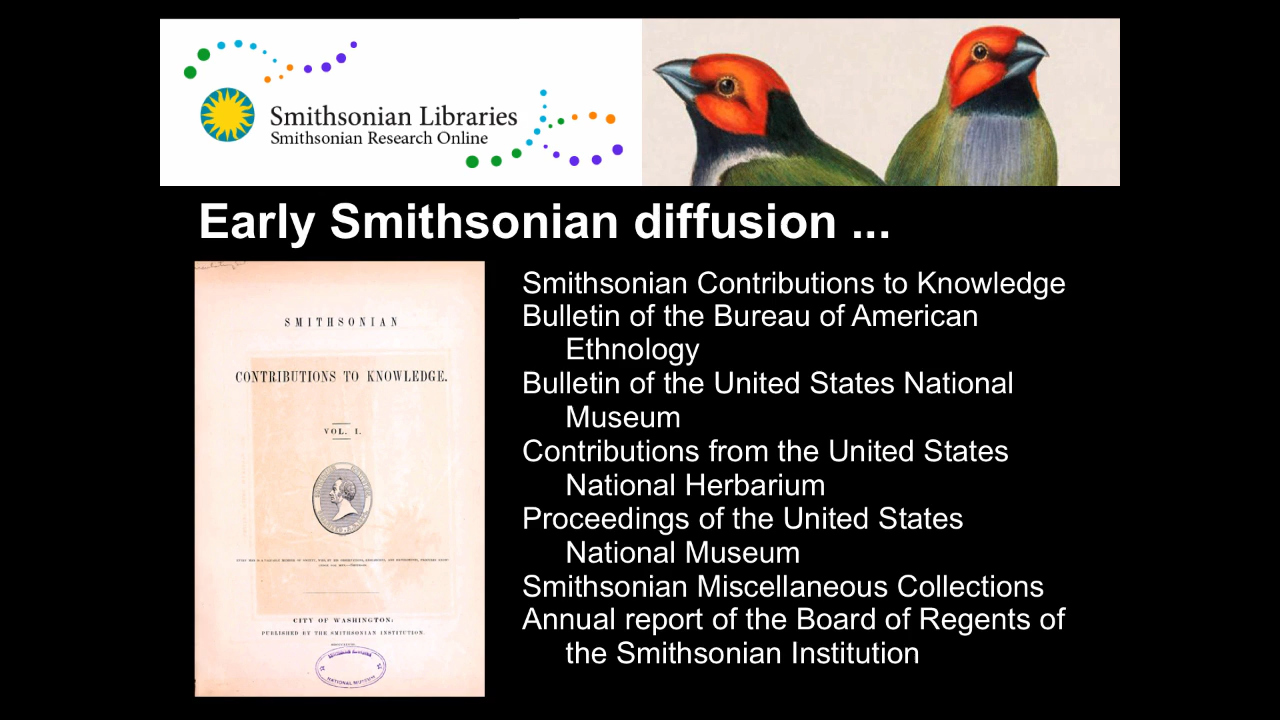 Smithsonian Libraries
Smithsonian Research Online
Early Smithsonian diffusion ...
SMITHSONIAN
CONTRIBUTIONS TO KNOWLEDGE.
VOL. I.
CITY OF WASHINGTON:
PUBLISHED BY THE SMITHSONIAN INSTITUTION.
NATIONAL MUSEUM
Smithsonian Contributions to Knowledge
Bulletin of the Bureau of American
Ethnology
Bulletin of the United States National
Museum
Contributions from the United States
National Herbarium
Proceedings of the United States
National Museum
Smithsonian Miscellaneous Collections
Annual report of the Board of Regents of
the Smithsonian Institution